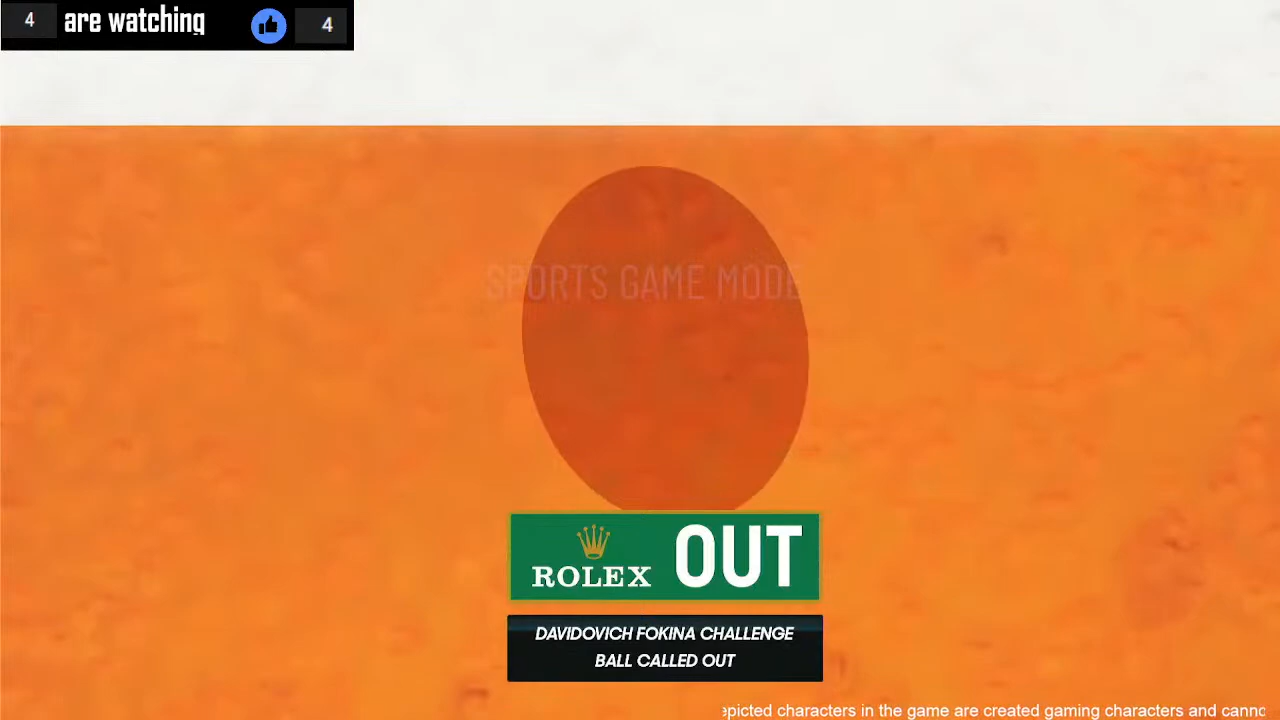 4 are watching 4
SPORTS GAME MODE
ROLEX OUT
DAVIDOVICH FOKINA CHALLENGE
BALL CALLED OUT
picted characters in the game are created gaming characters and canno